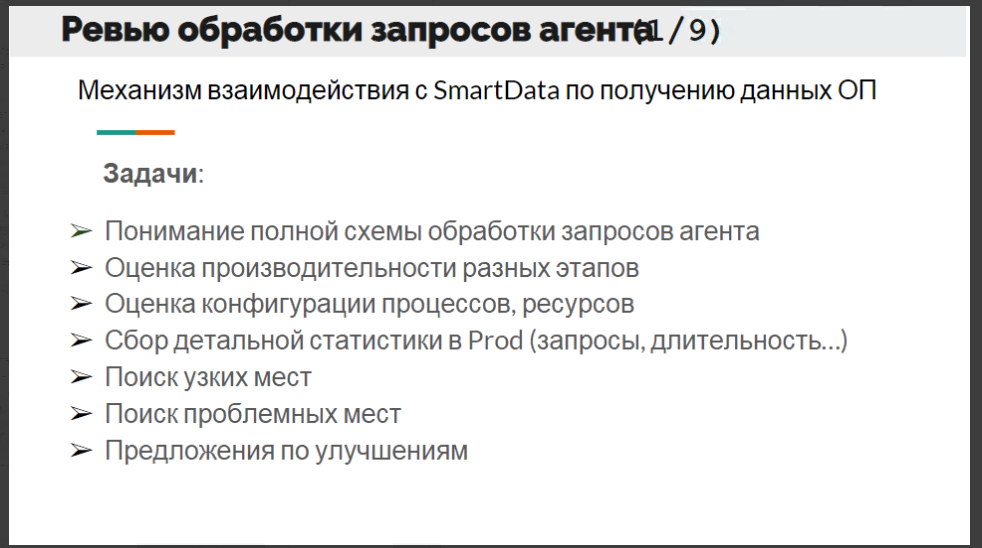 Ревью обработки запросов агента(1/9)
Механизм взаимодействия с SmartData по получению данных ОП
Задачи:
➢ Понимание полной схемы обработки запросов агента
➢ Оценка производительности разных этапов
➢ Оценка конфигурации процессов, ресурсов
➢ Сбор детальной статистики в Prod (запросы, длительность...)
➢ Поиск узких мест
➢ Поиск проблемных мест
➢ Предложения по улучшениям